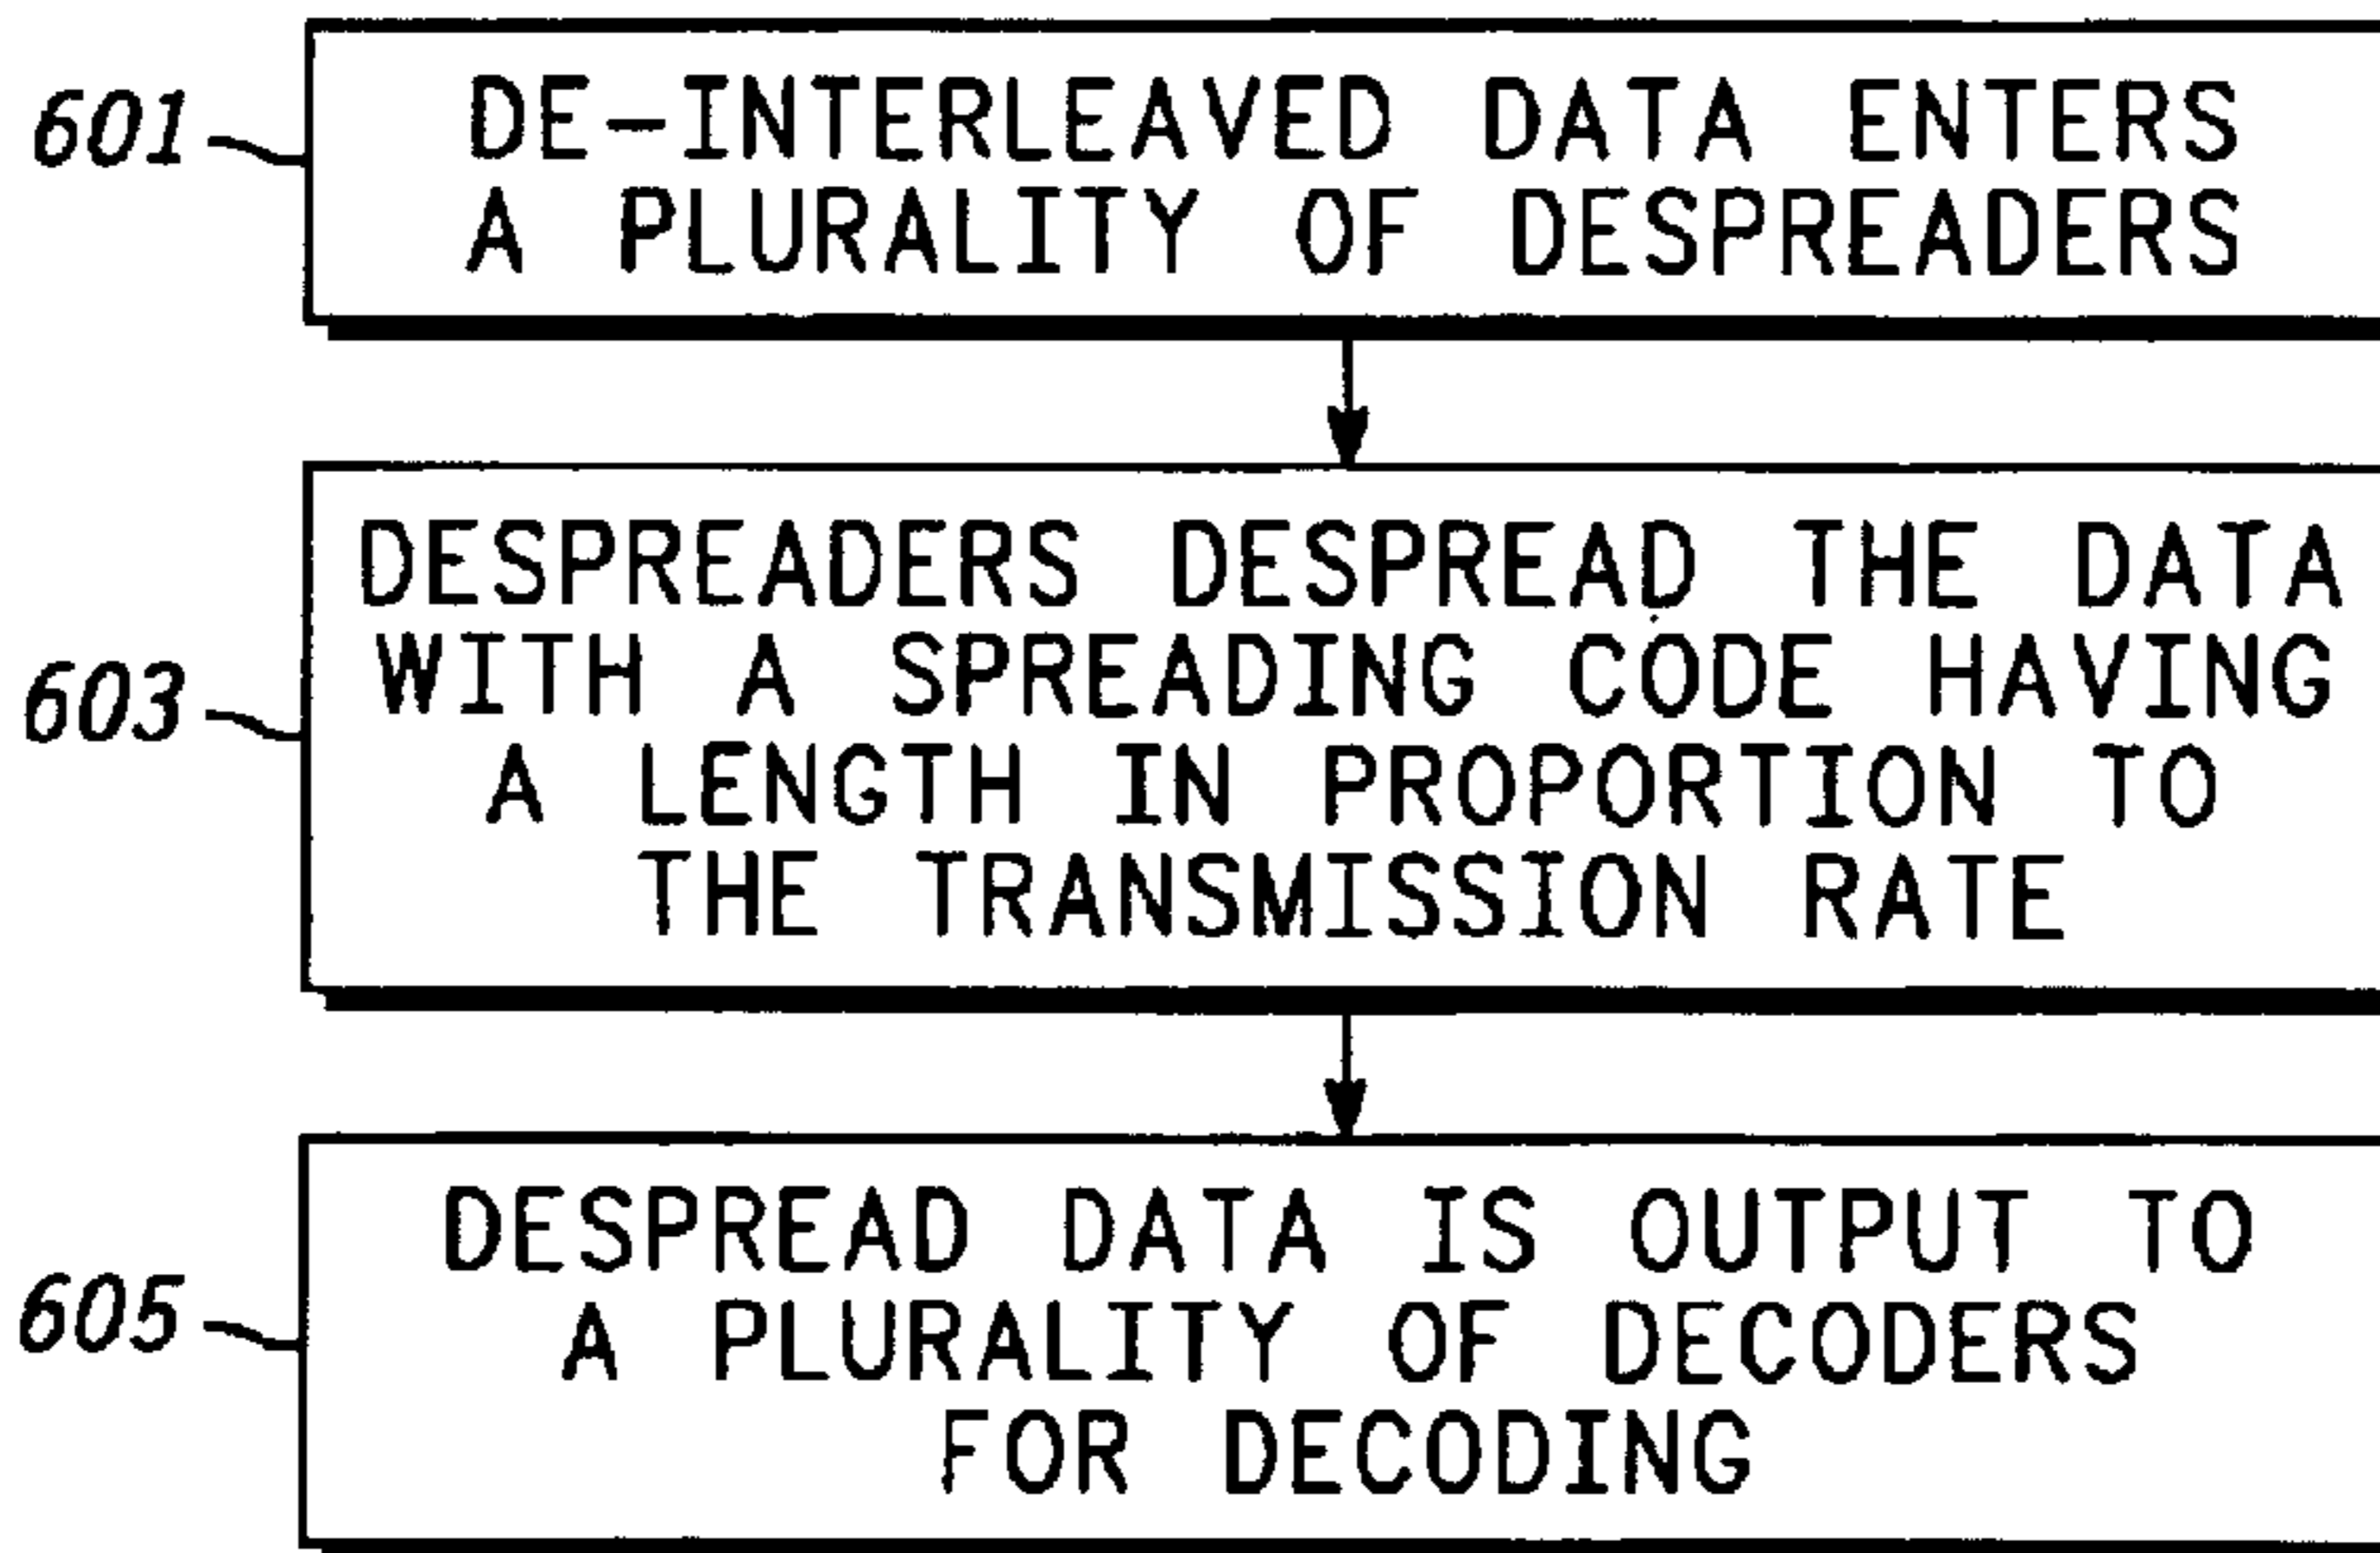 601
DE-INTERLEAVED DATA ENTERS
A PLURALITY OF DESPREADERS
603
DESPREADERS DESPREAD THE DATA
WITH A SPREADING CODE HAVING
A LENGTH IN PROPORTION TO
THE TRANSMISSION RATE
605
DESPREAD DATA IS OUTPUT TO
A PLURALITY OF DECODERS
FOR DECODING